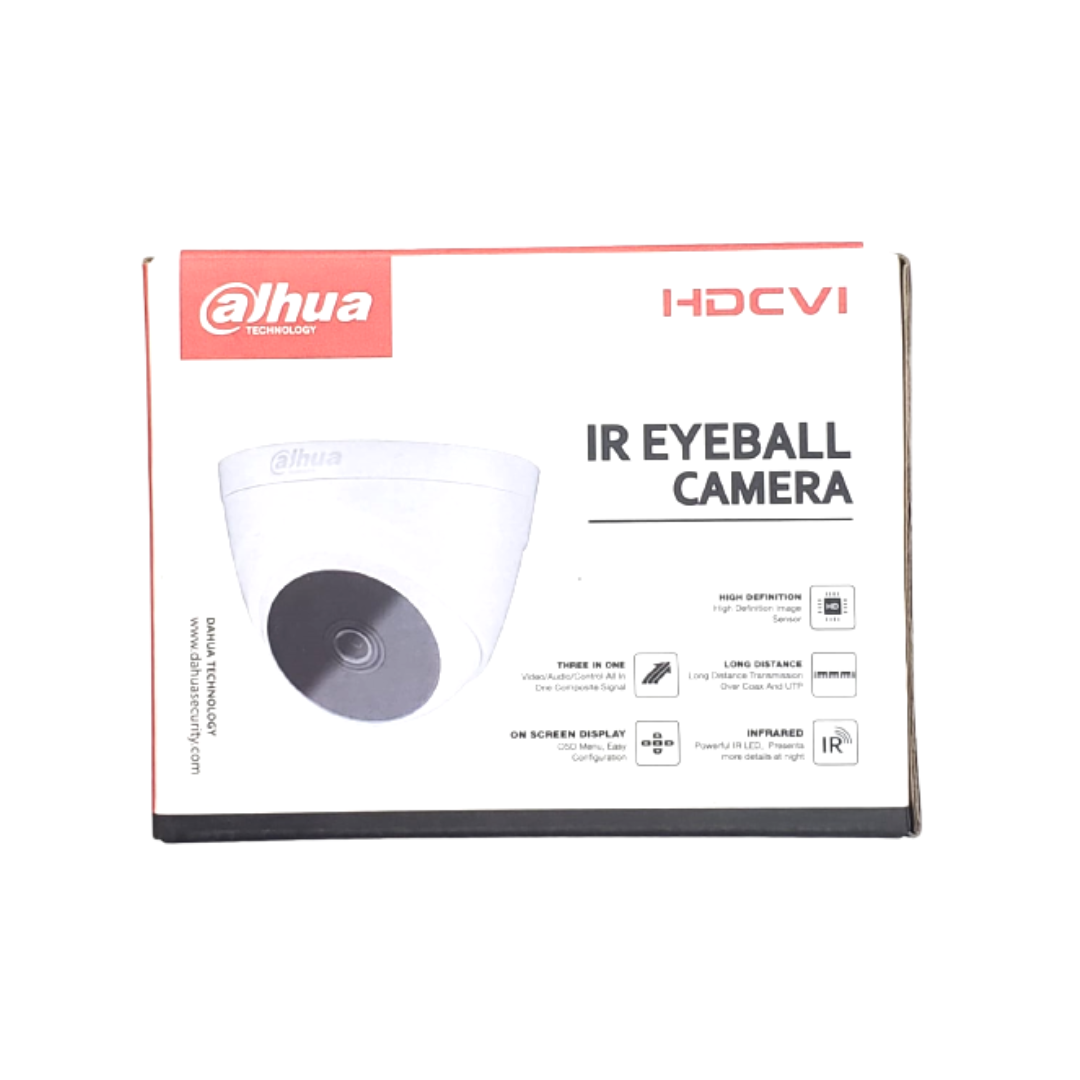 alhua
TECHNOLOGY
HDCVI
IR EYEBALL
CAMERA
alhua
HIGH DEFINITION
High Definition Image
Sensor
HD
THREE IN ONE
Video/Audio/Control All In
One Composite Signal
LONG DISTANCE
Long Distance Transmission
Over Coax And UTP
ON SCREEN DISPLAY
OSD Menu, Easy
Configuration
INFRARED
Powerful IR LED, Presents
more details at night
IR
DAHUA TECHNOLOGY
www.dahuasecurity.com